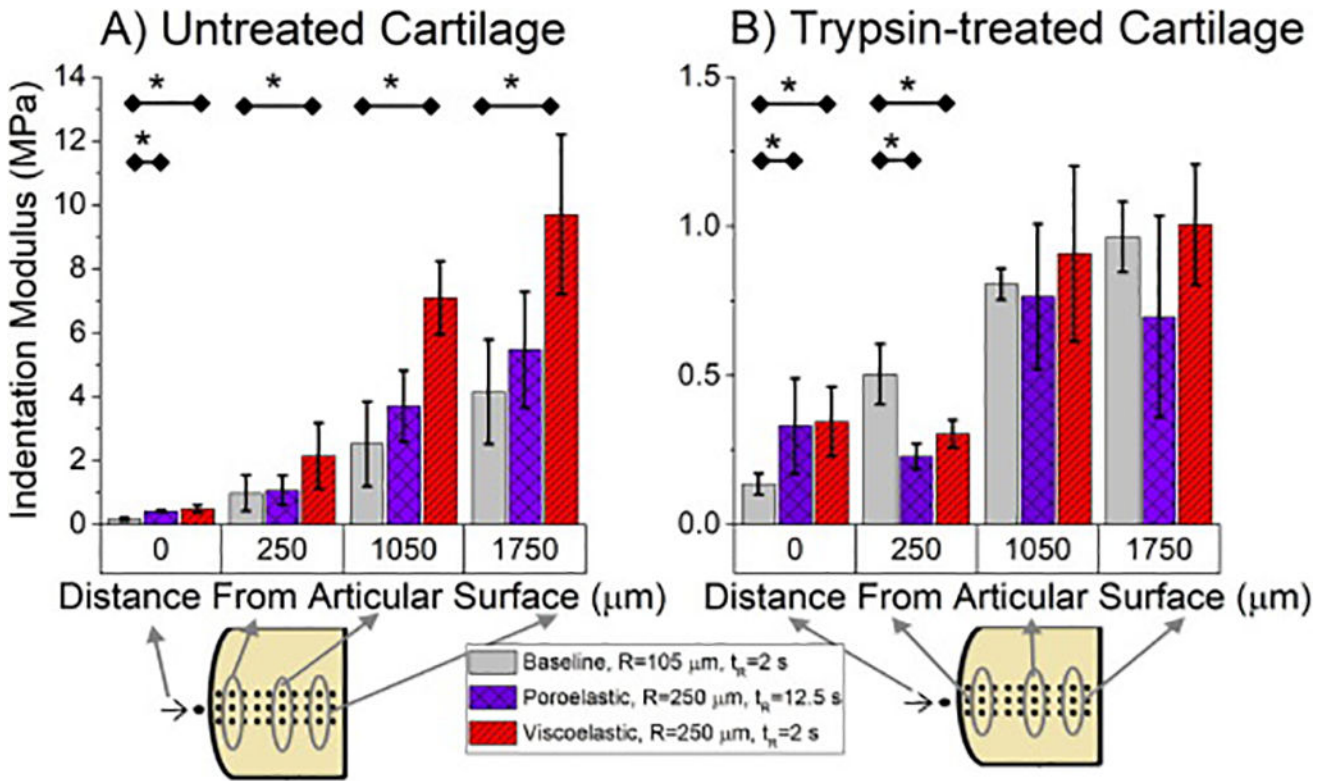 A) Untreated Cartilage
B) Trypsin-treated Cartilage
Indentation Modulus (MPa)
14
12
10
8
6
4
2
0
* * * *
*
0 250 1050 1750
Distance From Articular Surface (μm)
1.5
1.0
0.5
0.0
* *
* *
0 250 1050 1750
Distance From Articular Surface (μm)
Baseline, R=105 μm, tR=2 s
Poroelastic, R=250 μm, tR=12.5 s
Viscoelastic, R=250 μm, tR=2 s